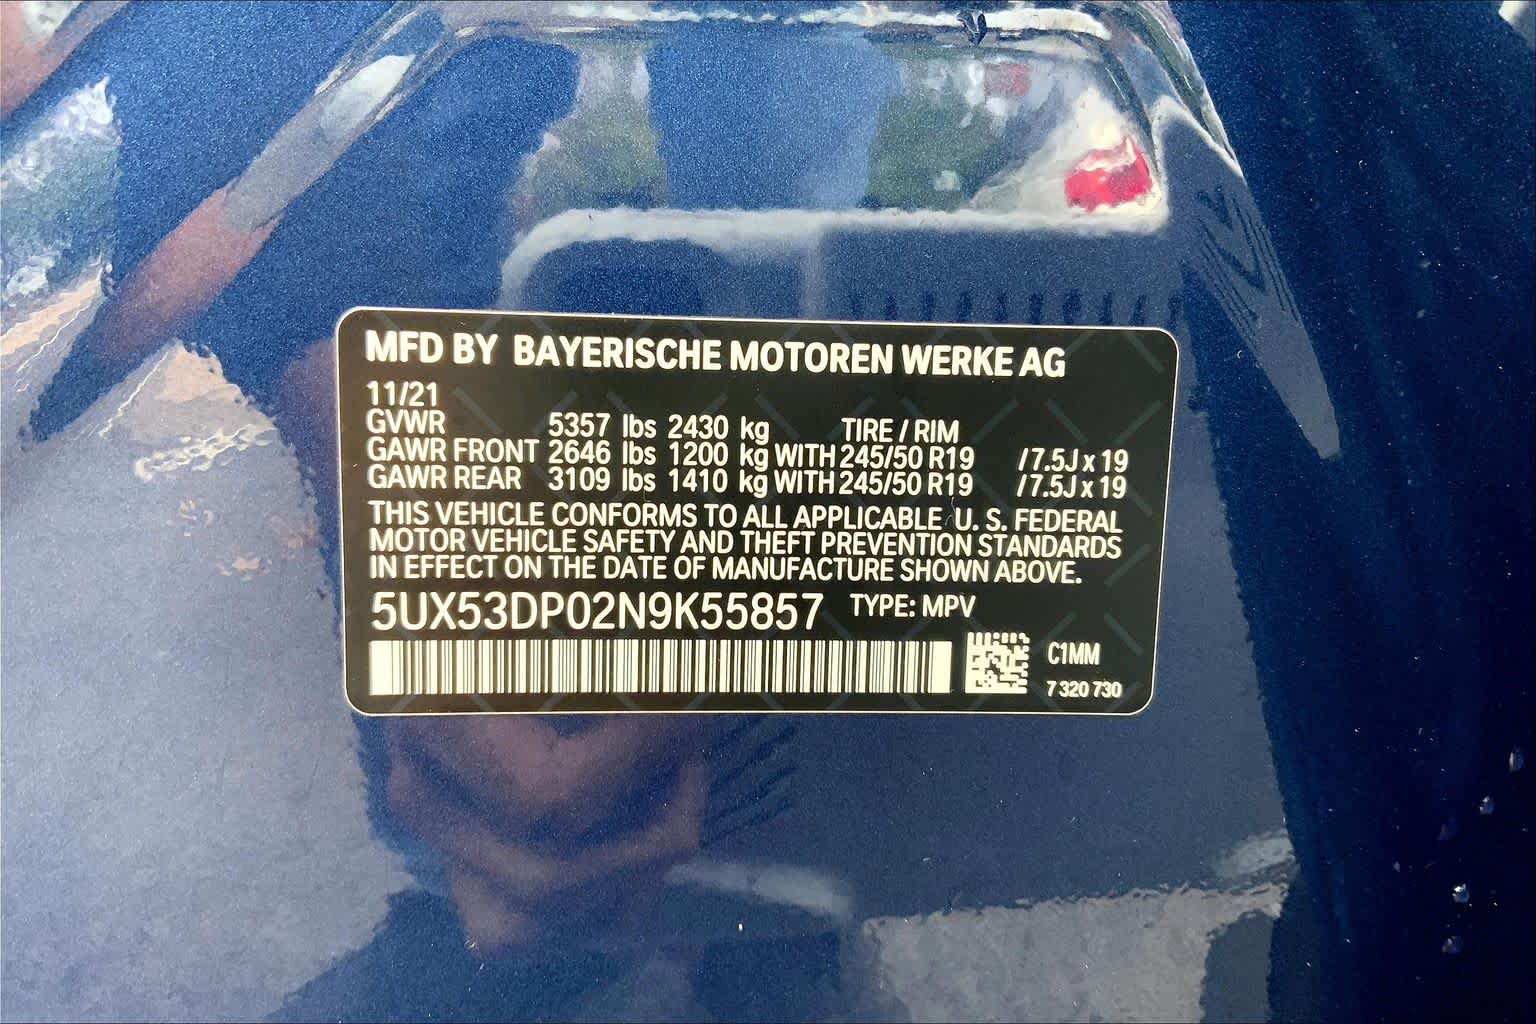 MFD BY BAYERISCHE MOTOREN WERKE AG
11/21
GVWR 5357 lbs 2430 kg TIRE / RIM
GAWR FRONT 2646 lbs 1200 kg WITH 245/50 R19 / 7.5J x 19
GAWR REAR 3109 lbs 1410 kg WITH 245/50 R19 / 7.5J x 19
THIS VEHICLE CONFORMS TO ALL APPLICABLE U. S. FEDERAL
MOTOR VEHICLE SAFETY AND THEFT PREVENTION STANDARDS
IN EFFECT ON THE DATE OF MANUFACTURE SHOWN ABOVE.
5UX53DP02N9K55857 TYPE: MPV
C1MM
7 320 730